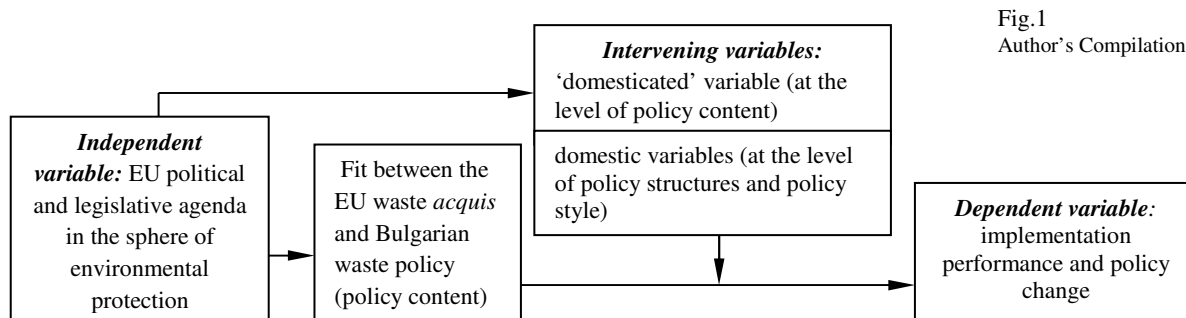 Fig.1
Author’s Compilation
Intervening variables:
‘domesticated’ variable (at the
level of policy content)
domestic variables (at the level
of policy structures and policy
style)
Independent
variable: EU political
and legislative agenda
in the sphere of
environmental
protection
Fit between the
EU waste acquis
and Bulgarian
waste policy
(policy content)
Dependent variable:
implementation
performance and policy
change